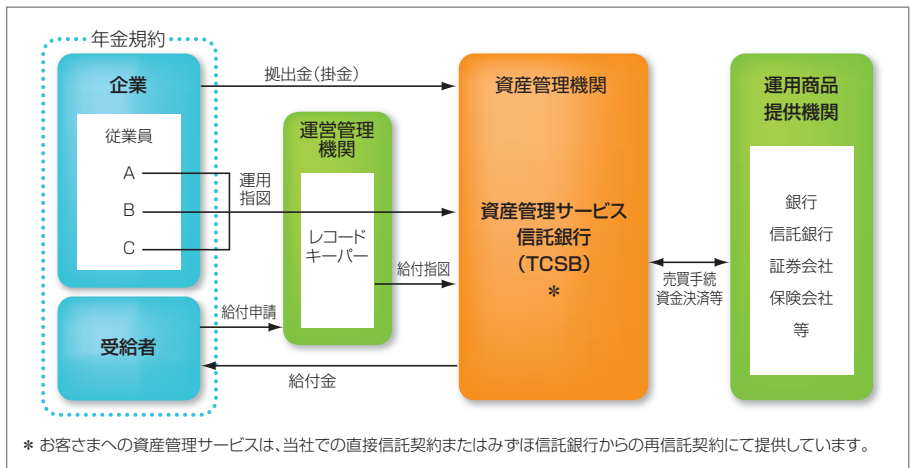 年金規約
企業
従業員
A
B
C
拠出金(掛金)
運用
指図
運営管理
機関
レコード
キーパー
給付指図
給付申請
受給者
給付金
資産管理機関
資産管理サービス
信託銀行
(TCSB)
*
売買手続
資金決済等
運用商品
提供機関
銀行
信託銀行
証券会社
保険会社
等
* お客さまへの資産管理サービスは、当社での直接信託契約またはみずほ信託銀行からの再信託契約にて提供しています。